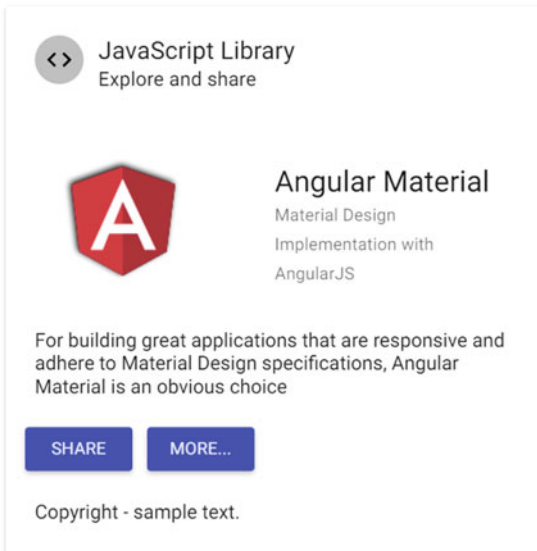 JavaScript Library
Explore and share
A
Angular Material
Material Design
Implementation with
AngularJS
For building great applications that are responsive and
adhere to Material Design specifications, Angular
Material is an obvious choice
SHARE MORE...
Copyright - sample text.